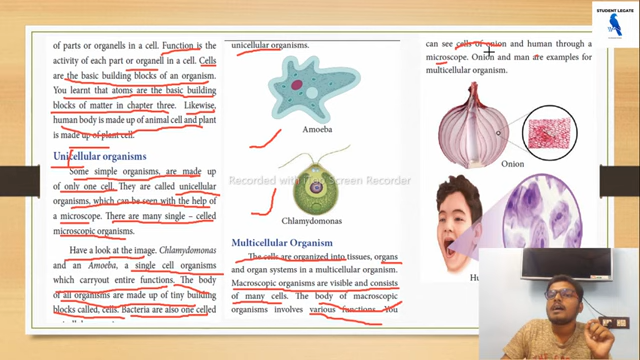 of parts or organells in a cell. Function is the
activity of each part or organell in a cell. Cells
are the basic building blocks of an organism.
You learnt that atoms are the basic building
blocks of matter in chapter three. Likewise,
human body is made up of animal cell and plant
is made up of plant cell.
Unicellular organisms
Some simple organisms, are made up
of only one cell. They are called unicellular
organisms, which can be seen with the help of
a microscope. There are many single – celled
microscopic organisms.
Have a look at the image. Chlamydomonas
and an Amoeba, a single cell organisms
which carryout entire functions. The body
of all organisms are made up of tiny building
blocks called, cells. Bacteria are also one celled
unicellular organisms.
Amoeba
Chlamydomonas
Multicellular Organism
The cells are organized into tissues, organs
and organ systems in a multicellular organism.
Macroscopic organisms are visible and consists
of many cells. The body of macroscopic
organisms involves various functions. You
can see cells of onion and human through a
microscope. Onion and man are examples for
multicellular organism.
Onion
Hu
Recorded with Screen Recorder
STUDENT LEGATE